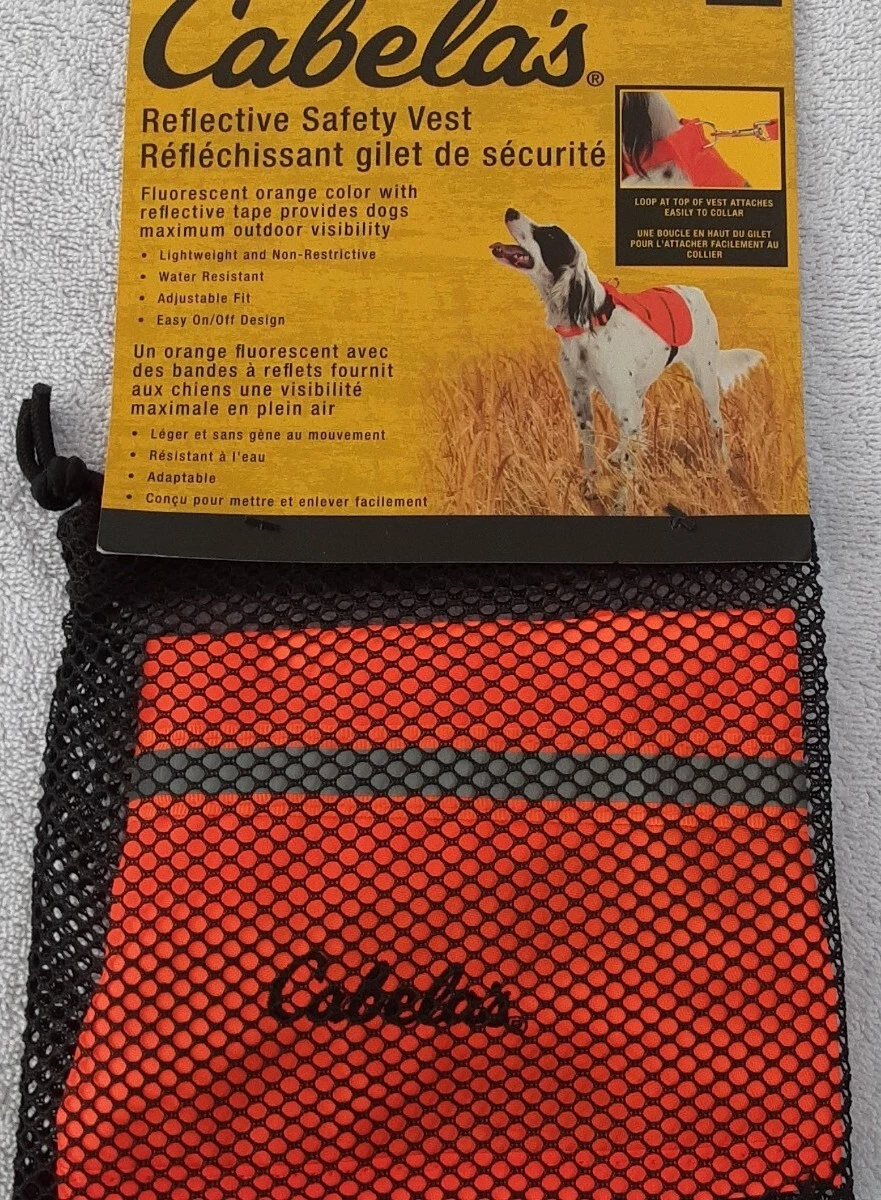 Cabela's®
Reflective Safety Vest
Réfléchissant gilet de sécurité
Fluorescent orange color with
reflective tape provides dogs
maximum outdoor visibility
• Lightweight and Non-Restrictive
• Water Resistant
• Adjustable Fit
• Easy On/Off Design
Un orange fluorescent avec
des bandes à reflets fournit
aux chiens une visibilité
maximale en plein air
• Léger et sans gène au mouvement
• Résistant à l'eau
• Adaptable
• Conçu pour mettre et enlever facilement
LOOP AT TOP OF VEST ATTACHES
EASILY TO COLLAR
UNE BOUCLE EN HAUT DU GILET
POUR L'ATTACHER FACILEMENT AU
COLLIER
Cabela's®